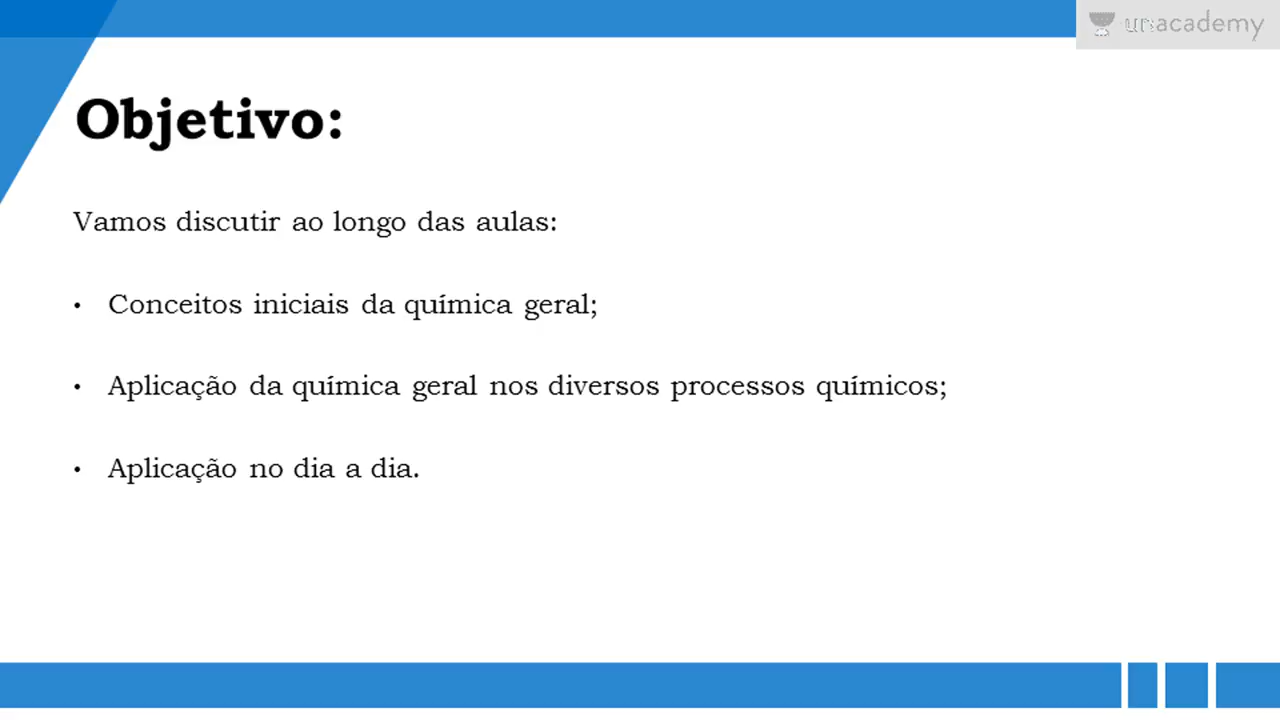 unacademy
Objetivo:
Vamos discutir ao longo das aulas:
• Conceitos iniciais da química geral;
• Aplicação da química geral nos diversos processos químicos;
• Aplicação no dia a dia.